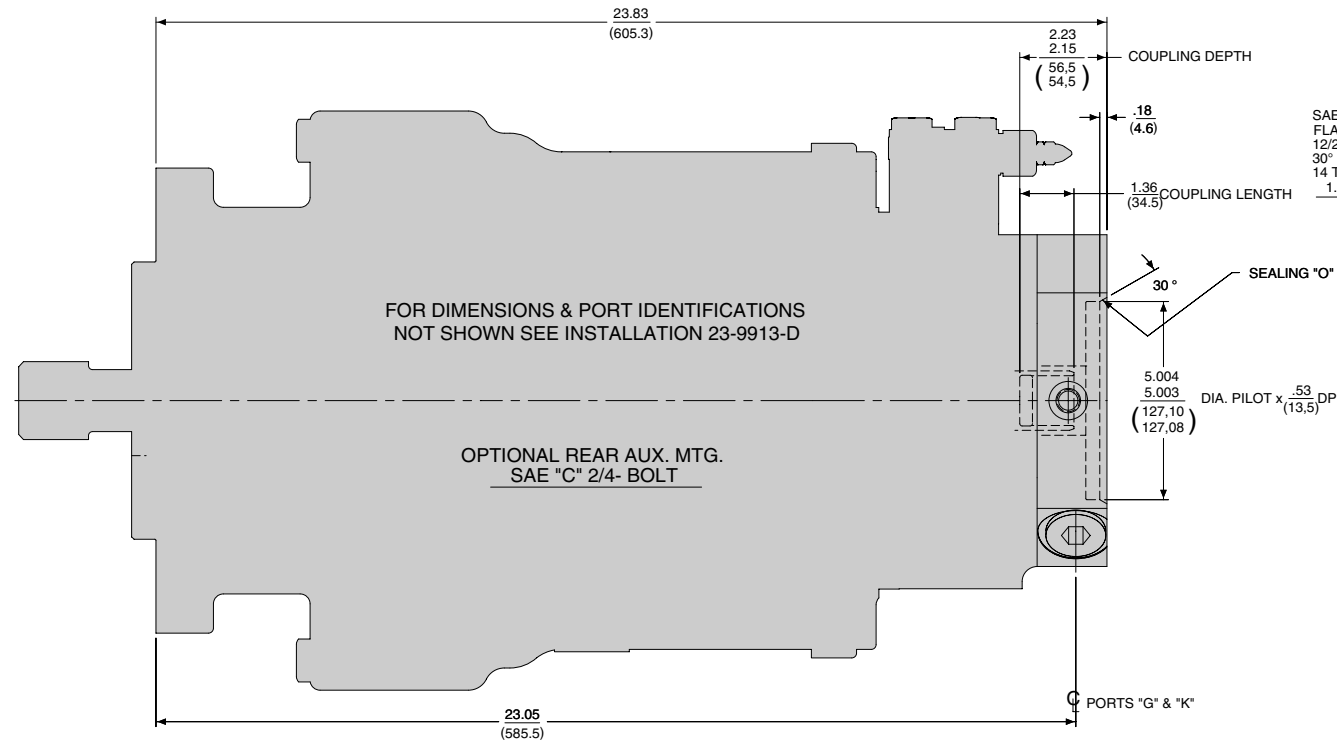 23.83
(605.3)
2.23
2.15
(56,5
54,5)
COUPLING DEPTH
.18
(4.6)
SAE
FLA
12/2
30°
14 T
1.
1.36
(34.5)
COUPLING LENGTH
SEALING "O"
30 °
FOR DIMENSIONS & PORT IDENTIFICATIONS
NOT SHOWN SEE INSTALLATION 23-9913-D
5.004
5.003
(127,10
127,08)
DIA. PILOT x .53 DP
(13,5)
OPTIONAL REAR AUX. MTG.
SAE "C" 2/4- BOLT
℄ PORTS "G" & "K"
23.05
(585.5)